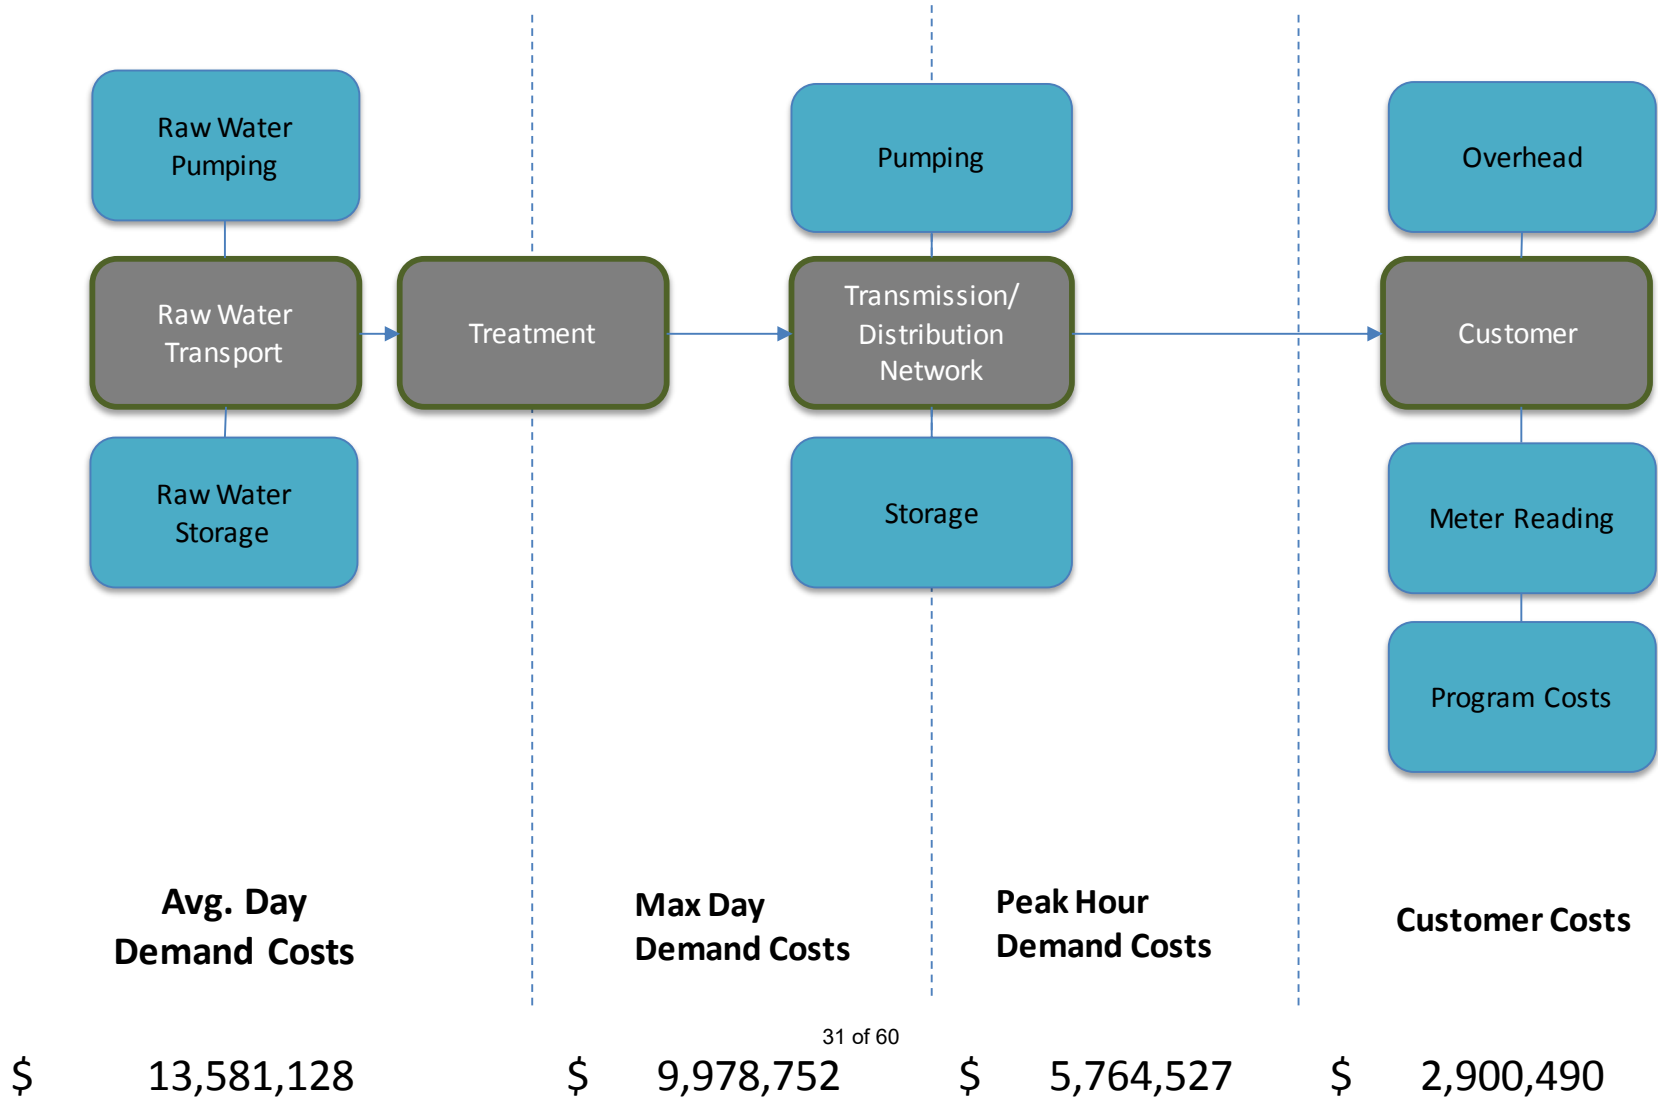 Raw Water
Pumping
Pumping
Overhead
Raw Water
Transport
Treatment
Transmission/
Distribution
Network
Customer
Raw Water
Storage
Storage
Meter Reading
Program Costs
Avg. Day
Demand Costs
Max Day
Demand Costs
Peak Hour
Demand Costs
Customer Costs
31 of 60
$ 13,581,128 $ 9,978,752 $ 5,764,527 $ 2,900,490